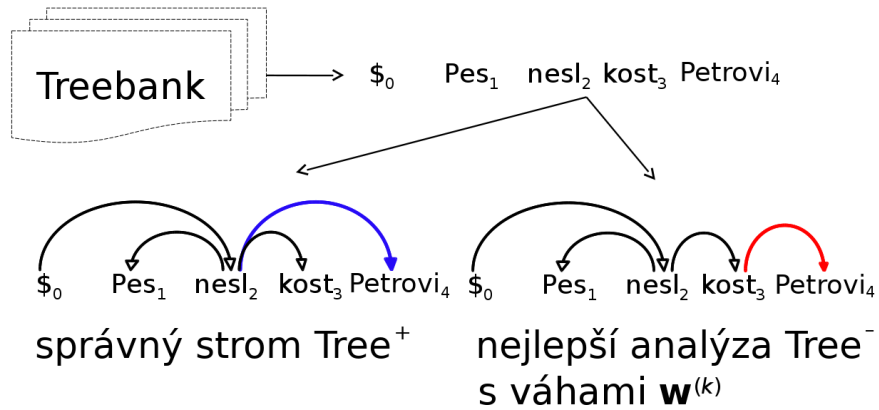 Treebank
$₀ Pes₁ nesl₂ kost₃ Petrovi₄
$₀ Pes₁ nesl₂ kost₃ Petrovi₄
správný strom Tree⁺
$₀ Pes₁ nesl₂ kost₃ Petrovi₄
nejlepší analýza Tree⁻
s váhami w⁽ᵏ⁾